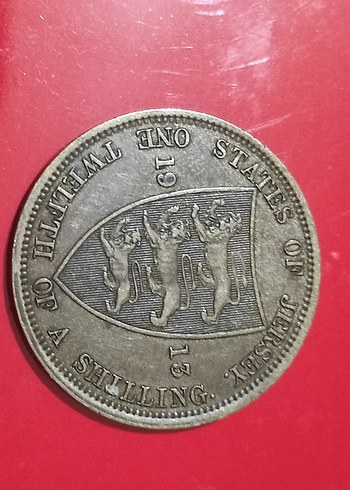 STATES OF JERSEY.
ONE TWELFTH OF A SHILLING.
19 13